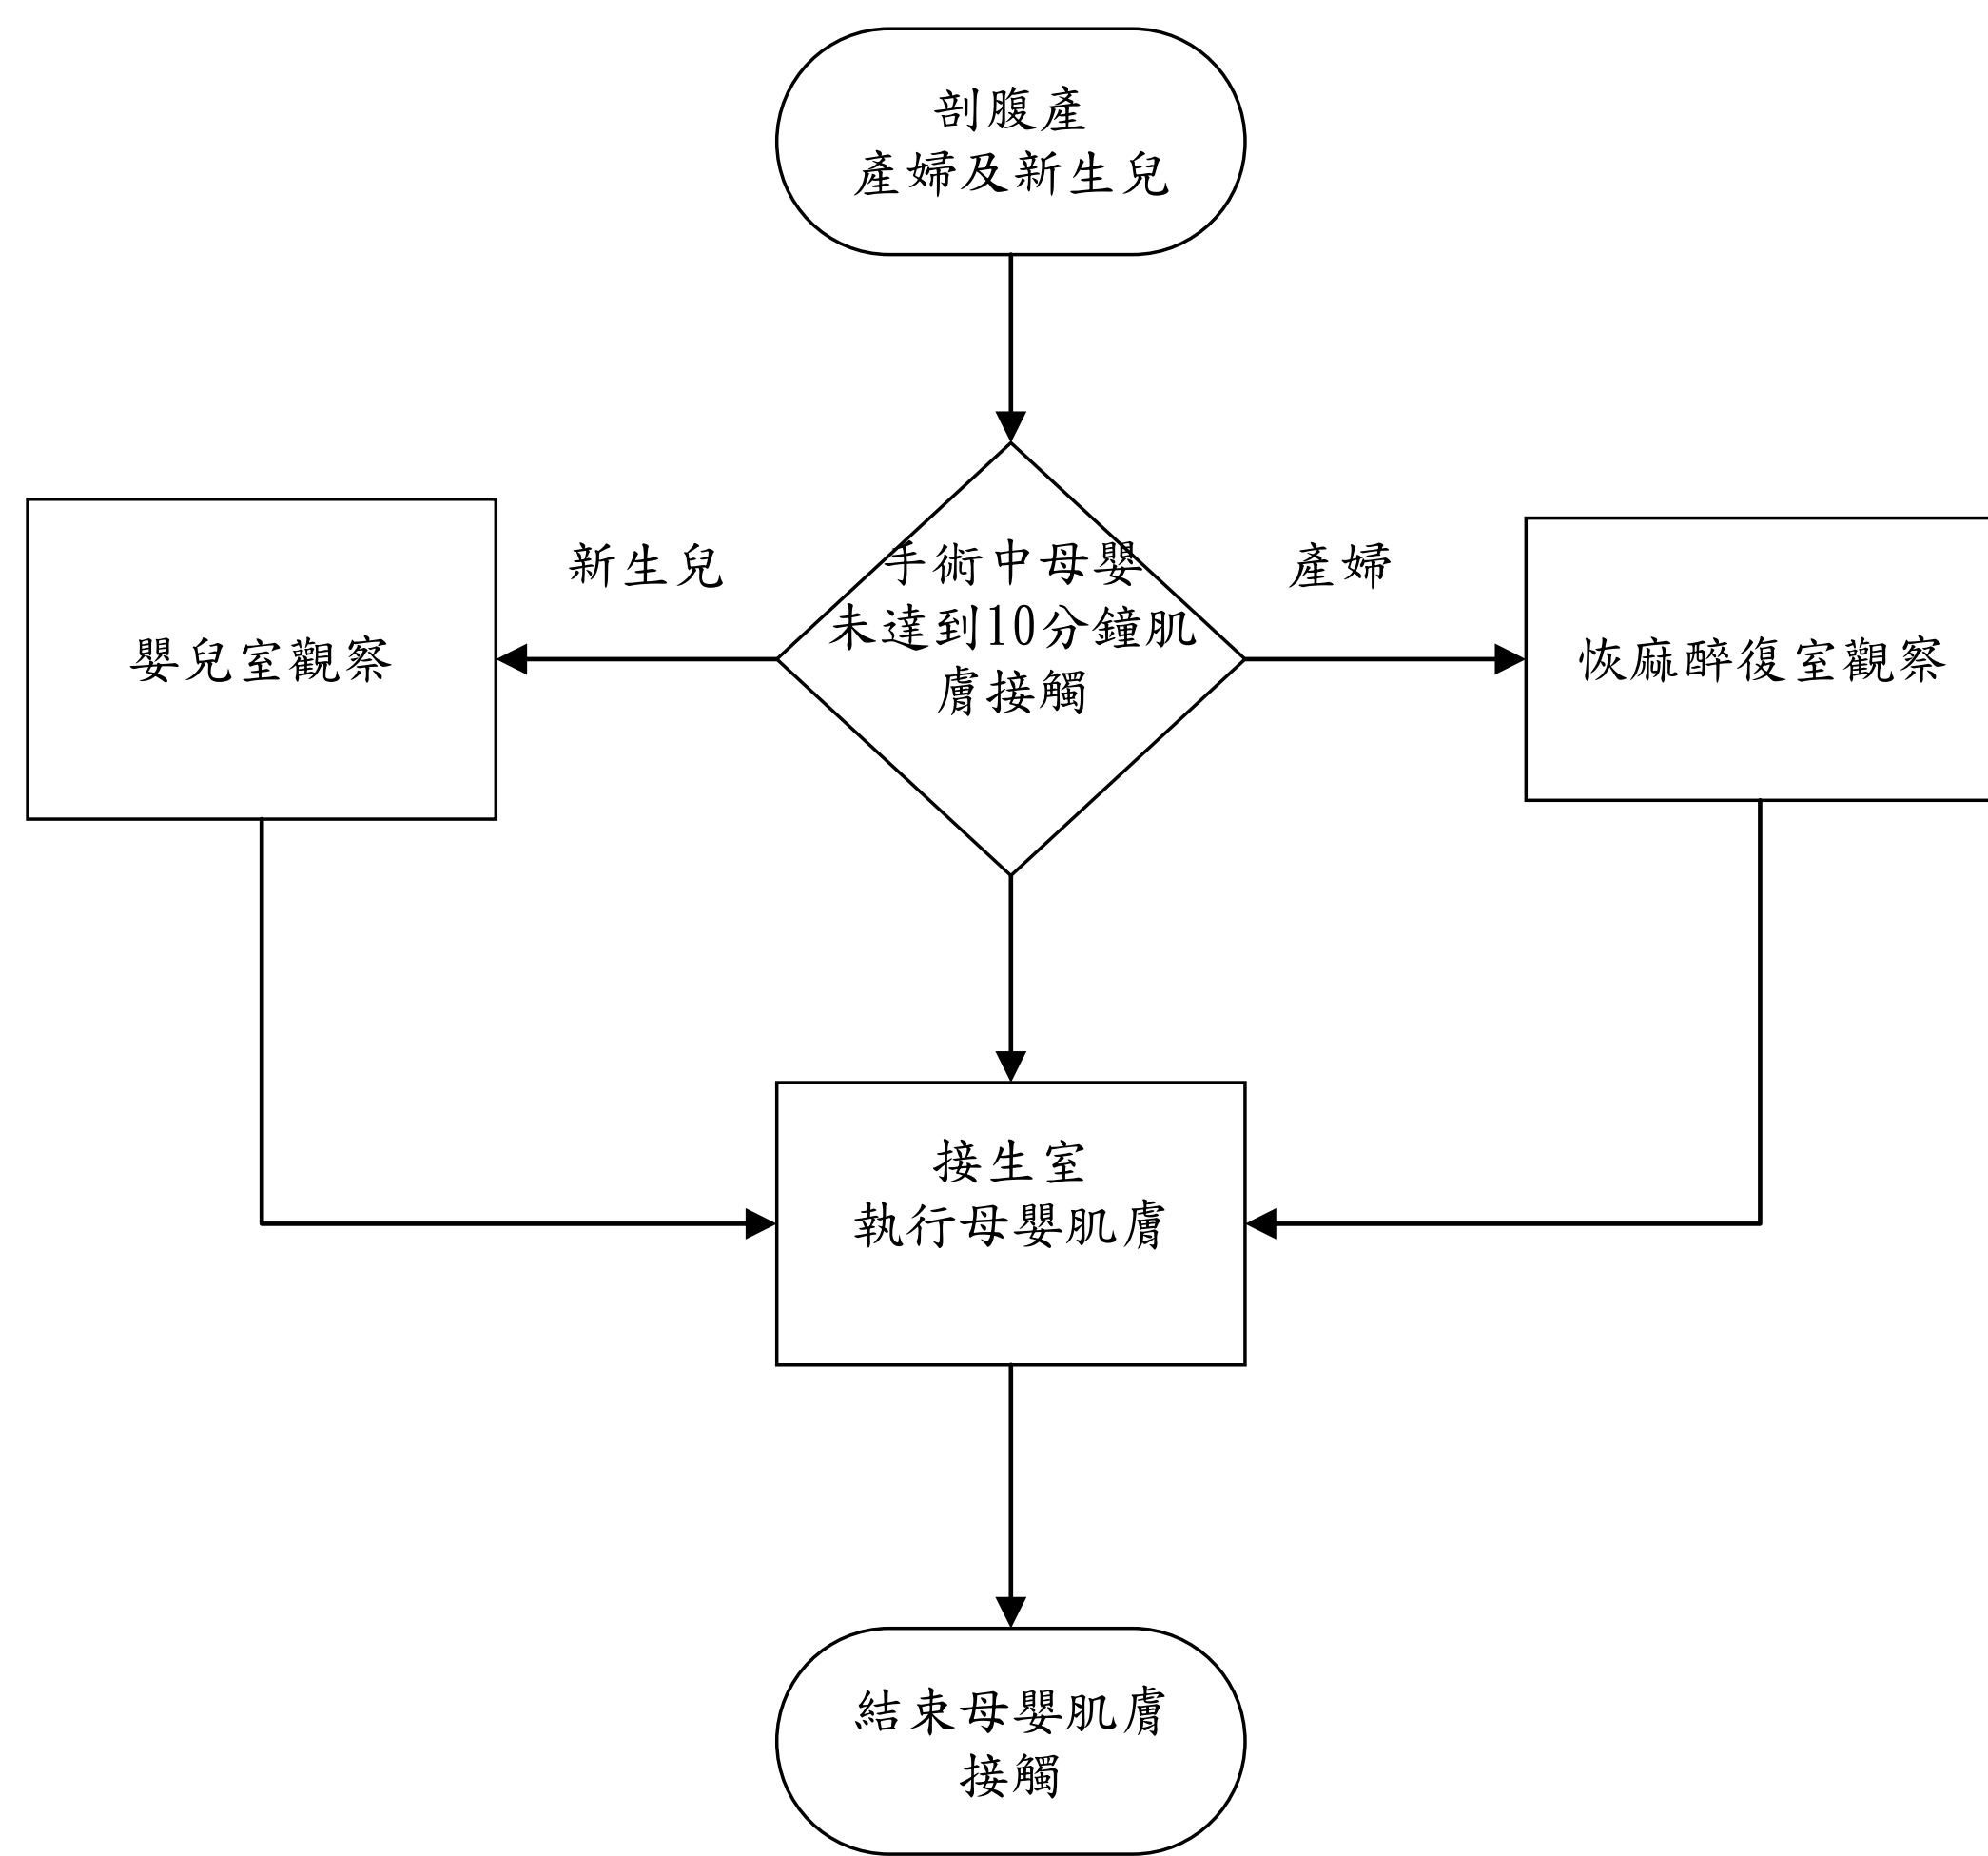 剖腹產
產婦及新生兒
新生兒
手術中母嬰
未達到10分鐘肌
膚接觸
產婦
嬰兒室觀察
恢麻醉復室觀察
接生室
執行母嬰肌膚
結束母嬰肌膚
接觸